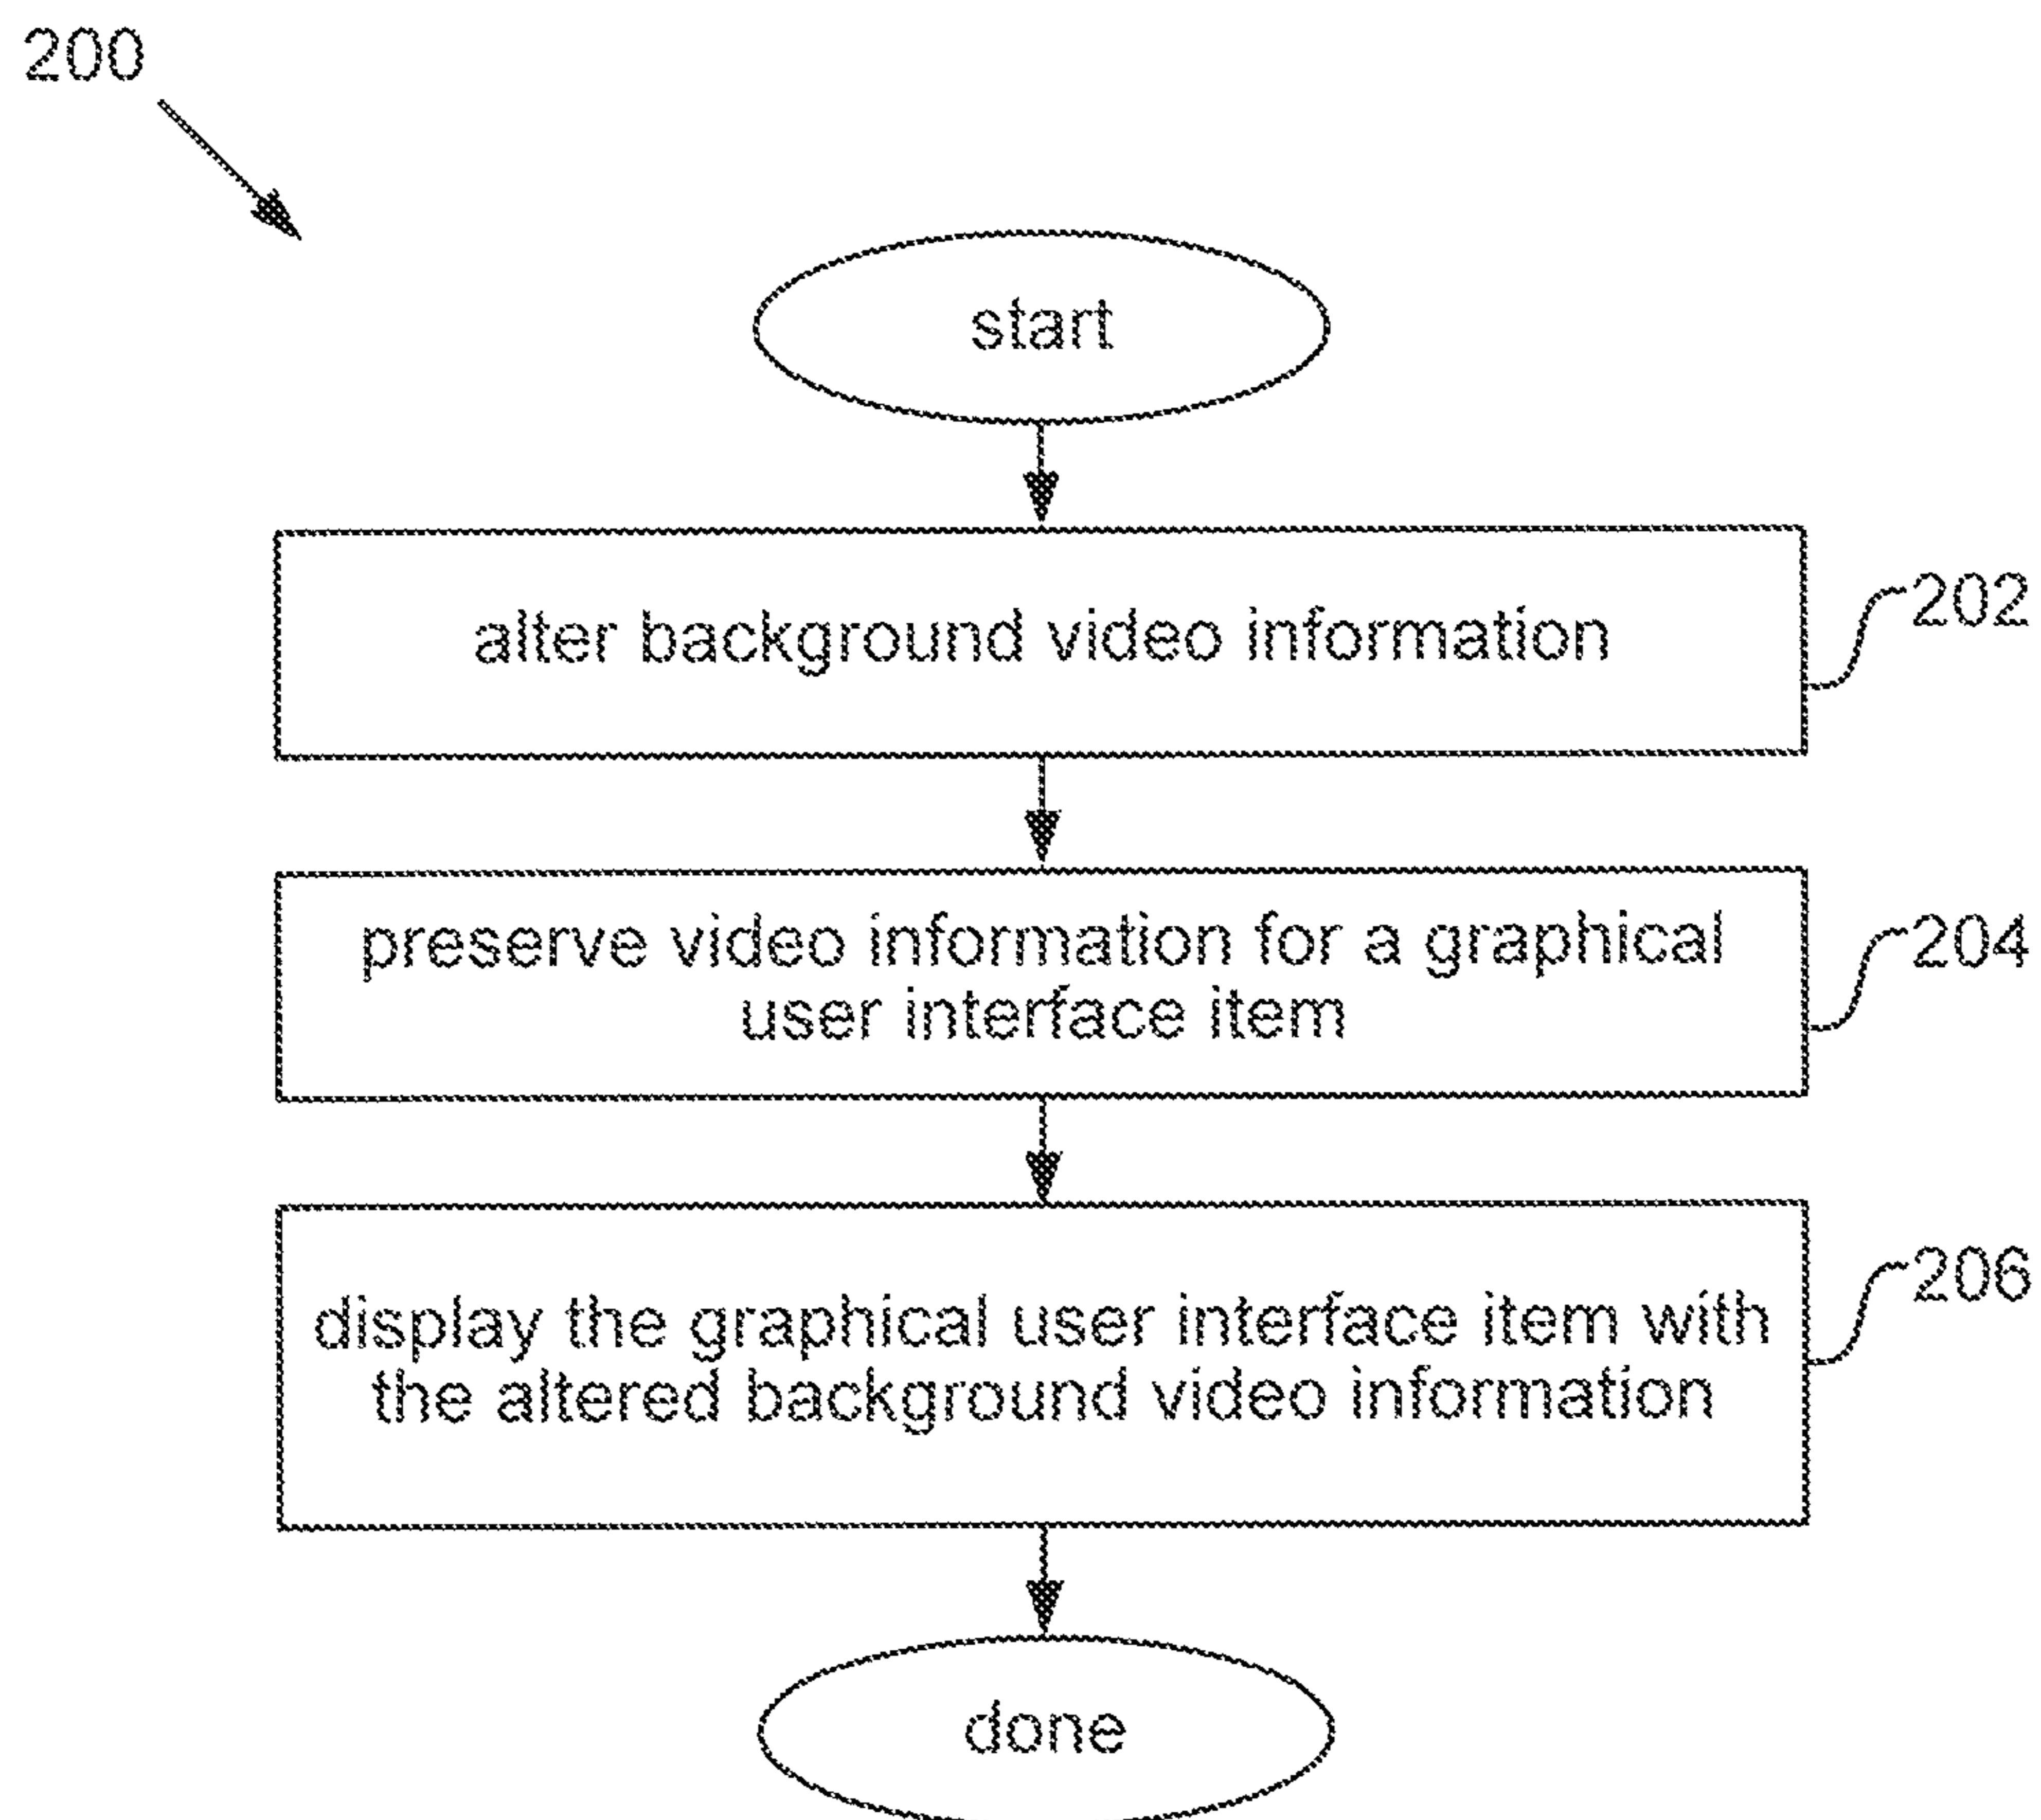 200
start
alter background video information
202
preserve video information for a graphical
user interface item
204
display the graphical user interface item with
the altered background video information
206
done